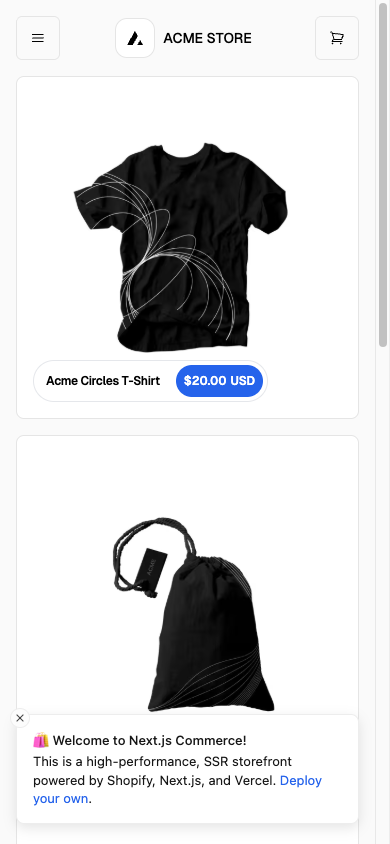 ACME STORE
Acme Circles T-Shirt
$20.00 USD
ACME
🛍️ Welcome to Next.js Commerce!
This is a high-performance, SSR storefront
powered by Shopify, Next.js, and Vercel. Deploy
your own.